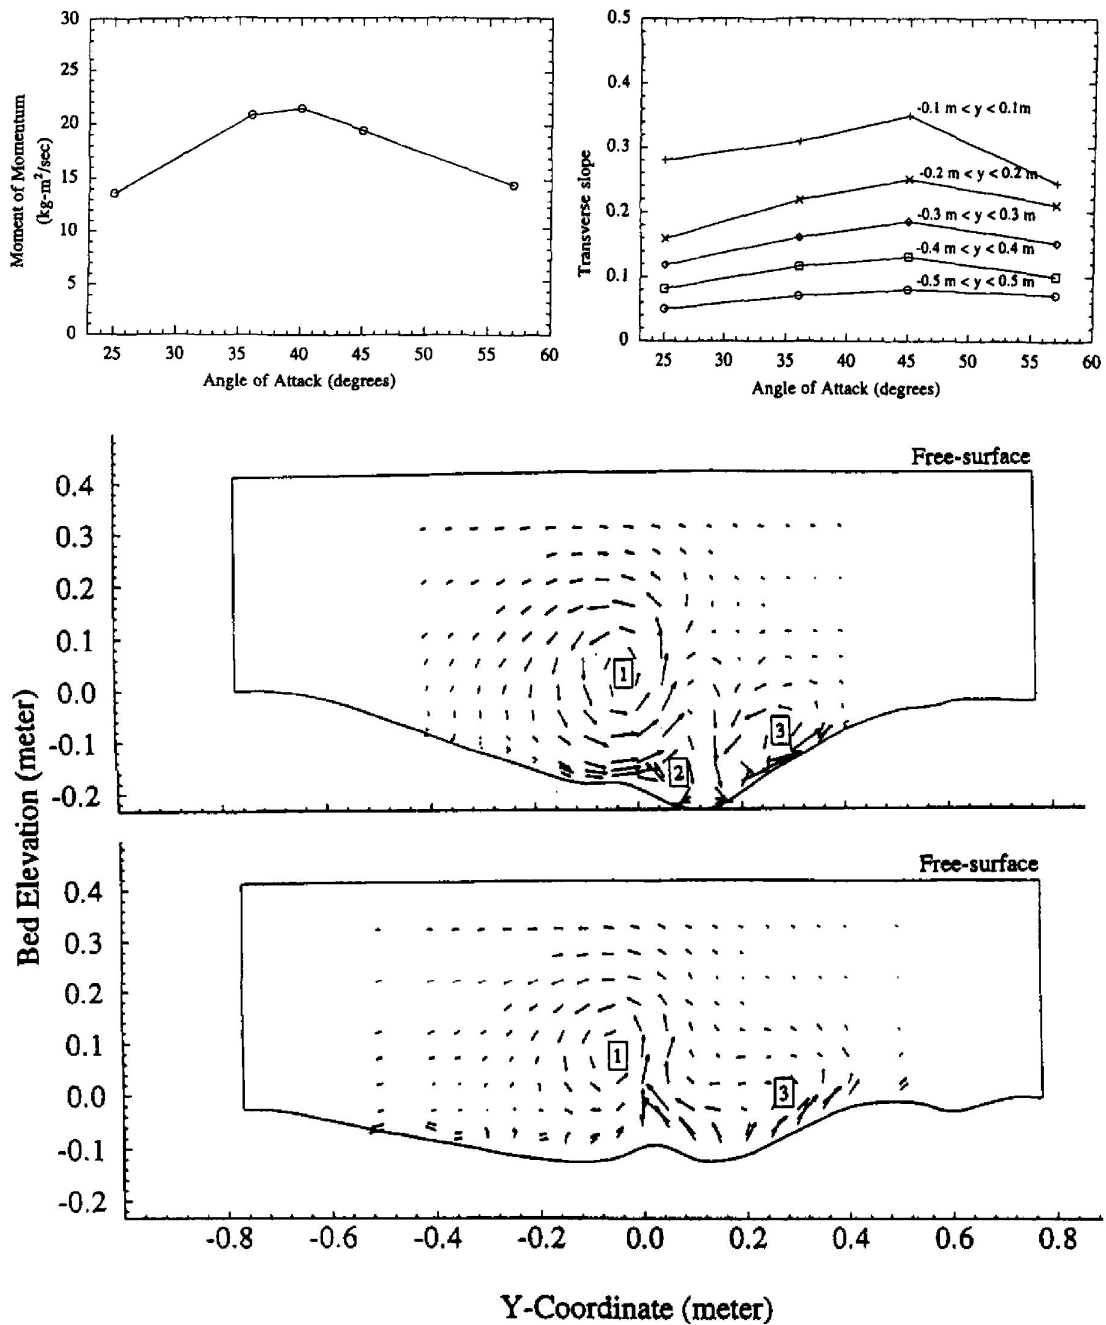 30
25
20
15
10
5
0
Moment of Momentum
(kg-m²/sec)
25 30 35 40 45 50 55 60
Angle of Attack (degrees)
0.5
0.4
0.3
0.2
0.1
0
Transverse slope
-0.1 m < y < 0.1m
-0.2 m < y < 0.2 m
-0.3 m < y < 0.3 m
-0.4 m < y < 0.4 m
-0.5 m < y < 0.5 m
25 30 35 40 45 50 55 60
Angle of Attack (degrees)
Free-surface
0.4
0.3
0.2
0.1
0.0
-0.1
-0.2
1
2
3
Bed Elevation (meter)
Free-surface
0.4
0.3
0.2
0.1
0.0
-0.1
-0.2
1
3
-0.8 -0.6 -0.4 -0.2 0.0 0.2 0.4 0.6 0.8
Y-Coordinate (meter)